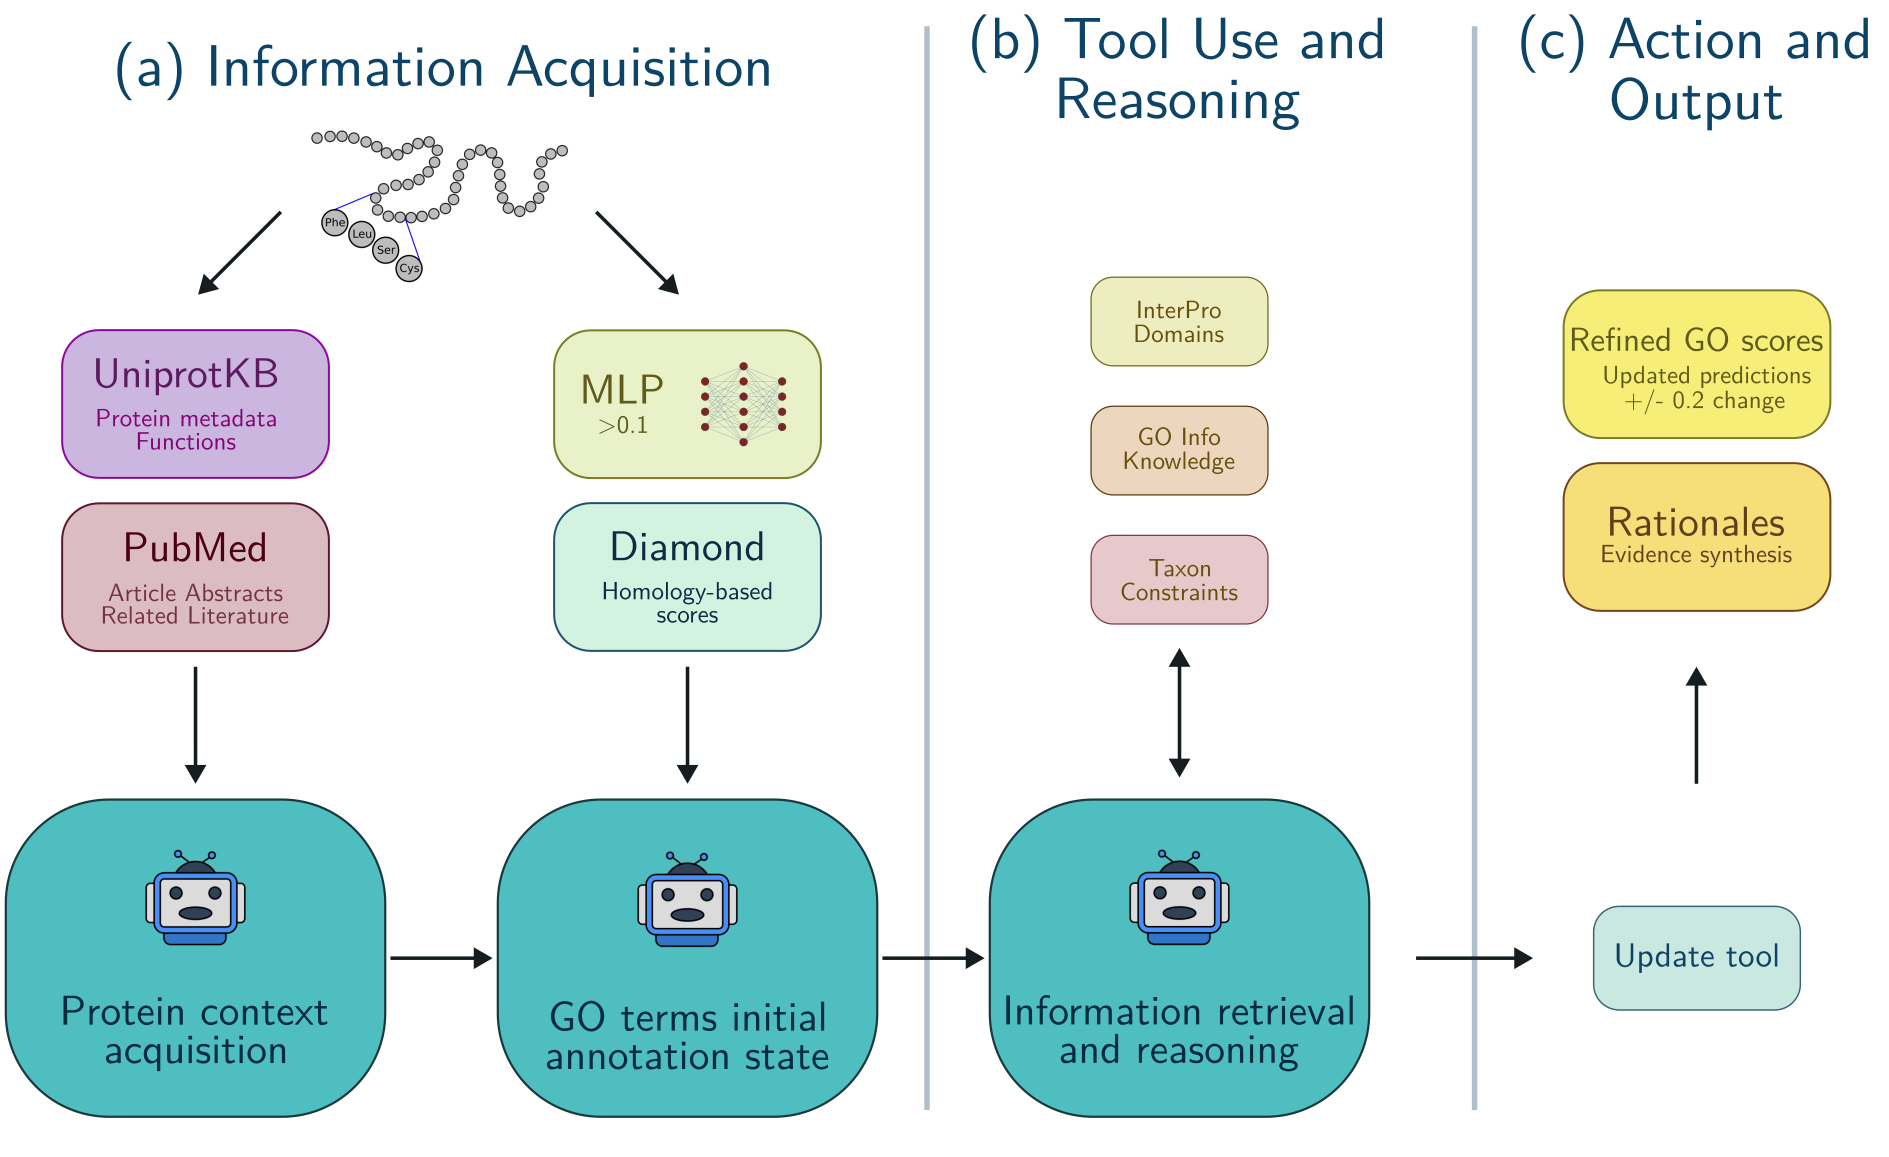 (a) Information Acquisition
Phe
Leu
Ser
Cys
UniprotKB
Protein metadata
Functions
MLP
>0.1
PubMed
Article Abstracts
Related Literature
Diamond
Homology-based
scores
Protein context
acquisition
GO terms initial
annotation state
(b) Tool Use and
Reasoning
InterPro
Domains
GO Info
Knowledge
Taxon
Constraints
Information retrieval
and reasoning
(c) Action and
Output
Refined GO scores
Updated predictions
+/- 0.2 change
Rationales
Evidence synthesis
Update tool